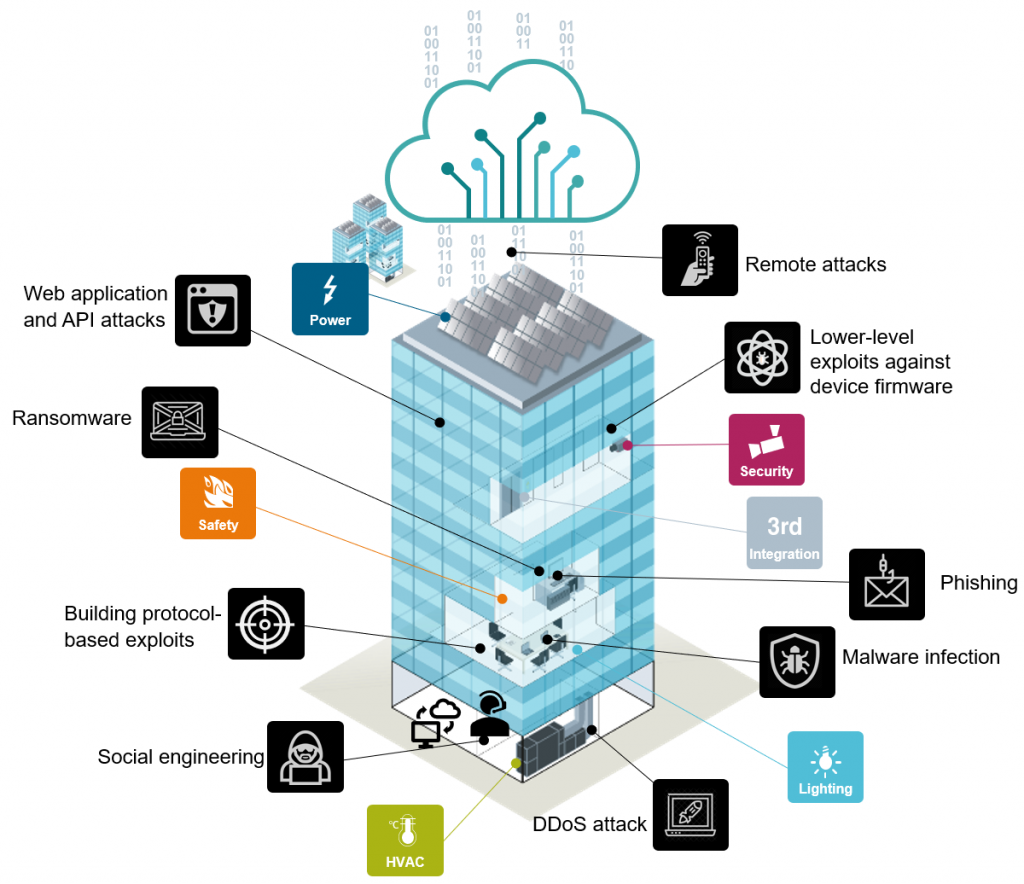 01
00
11
10
01
01
00
11
10
01
01
00
11
01
00
11
10
01
00
11
10
01
01
00
11
10
01
00
11
10
01
00
11
10
01
Remote attacks
Web application
and API attacks
Power
Lower-level
exploits against
device firmware
Ransomware
Security
Safety
3rd
Integration
Phishing
Building protocol-
based exploits
Malware infection
Social engineering
Lighting
DDoS attack
°C
HVAC